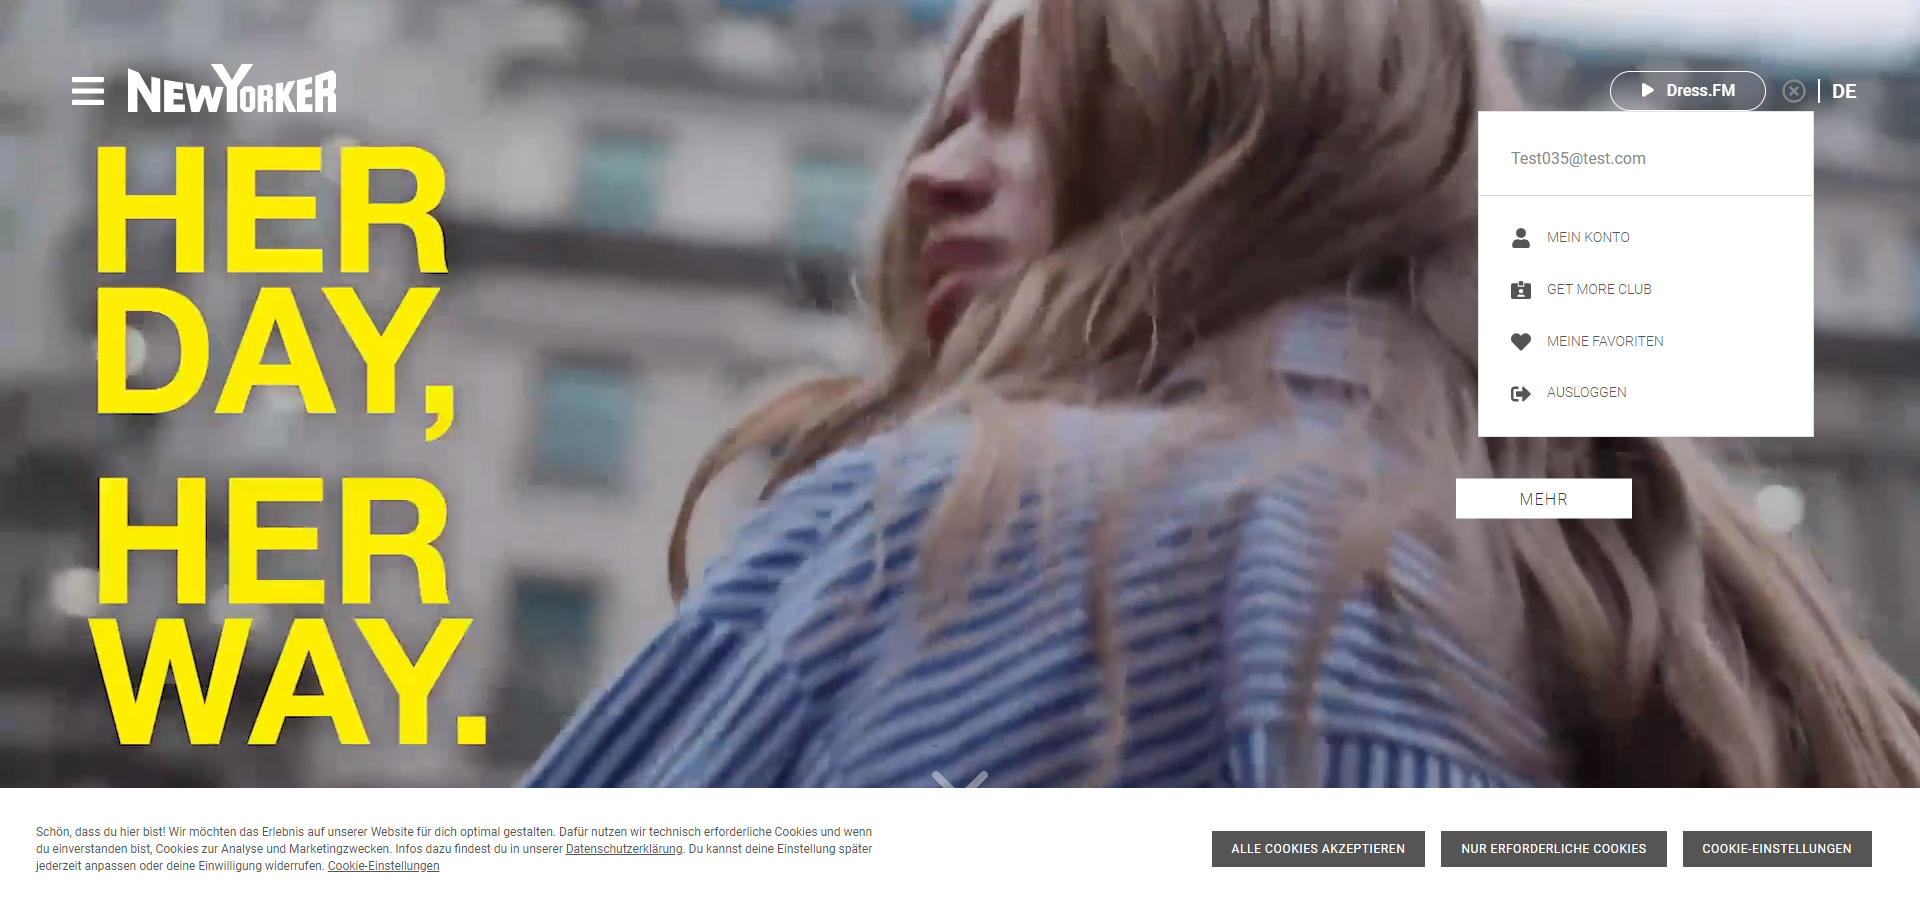 NEWYORKER
Dress.FM
DE
Test035@test.com
MEIN KONTO
GET MORE CLUB
MEINE FAVORITEN
AUSLOGGEN
HER
DAY,
HER
WAY.
MEHR
Schön, dass du hier bist! Wir möchten das Erlebnis auf unserer Website für dich optimal gestalten. Dafür nutzen wir technisch erforderliche Cookies und wenn
du einverstanden bist, Cookies zur Analyse und Marketingzwecken. Infos dazu findest du in unserer Datenschutzerklärung. Du kannst deine Einstellung später
jederzeit anpassen oder deine Einwilligung widerrufen. Cookie-Einstellungen
ALLE COOKIES AKZEPTIEREN
NUR ERFORDERLICHE COOKIES
COOKIE-EINSTELLUNGEN